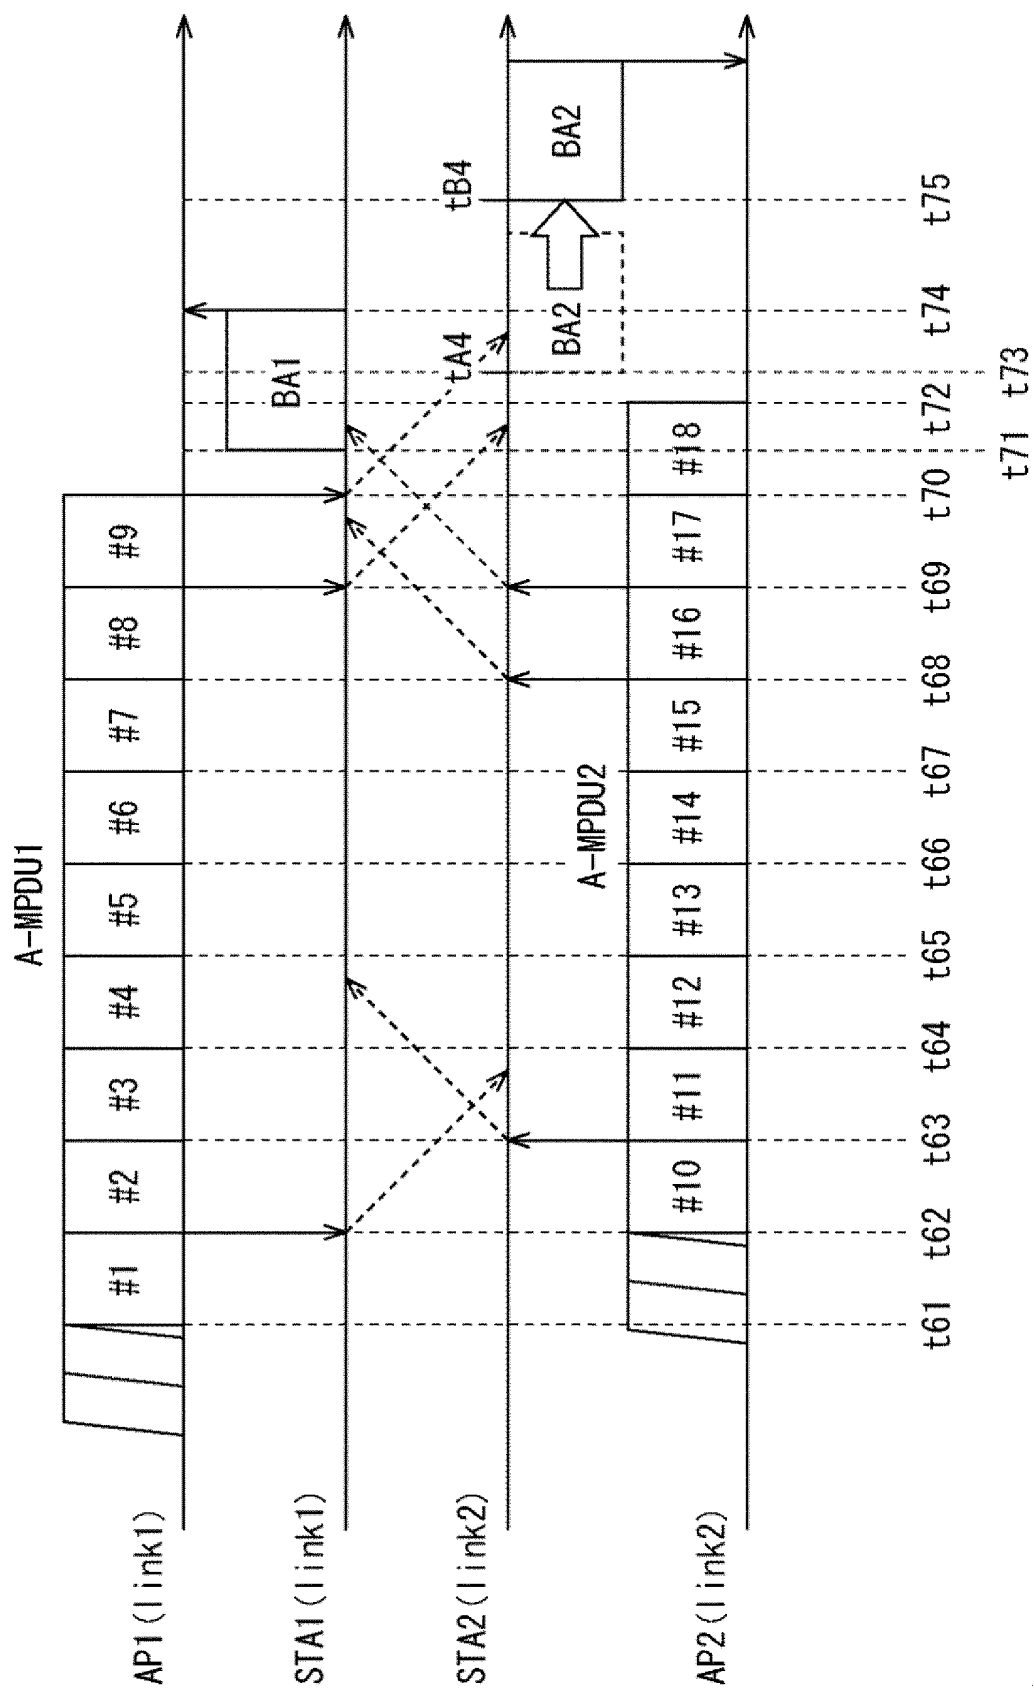 A-MPDU1
AP1(link1)
#1
#2
#3
#4
#5
#6
#7
#8
#9
STA1(link1)
BA1
STA2(link2)
tA4
tB4
BA2
BA2
A-MPDU2
AP2(link2)
#10
#11
#12
#13
#14
#15
#16
#17
#18
t61
t62
t63
t64
t65
t66
t67
t68
t69
t70
t72
t74
t75
t71
t73